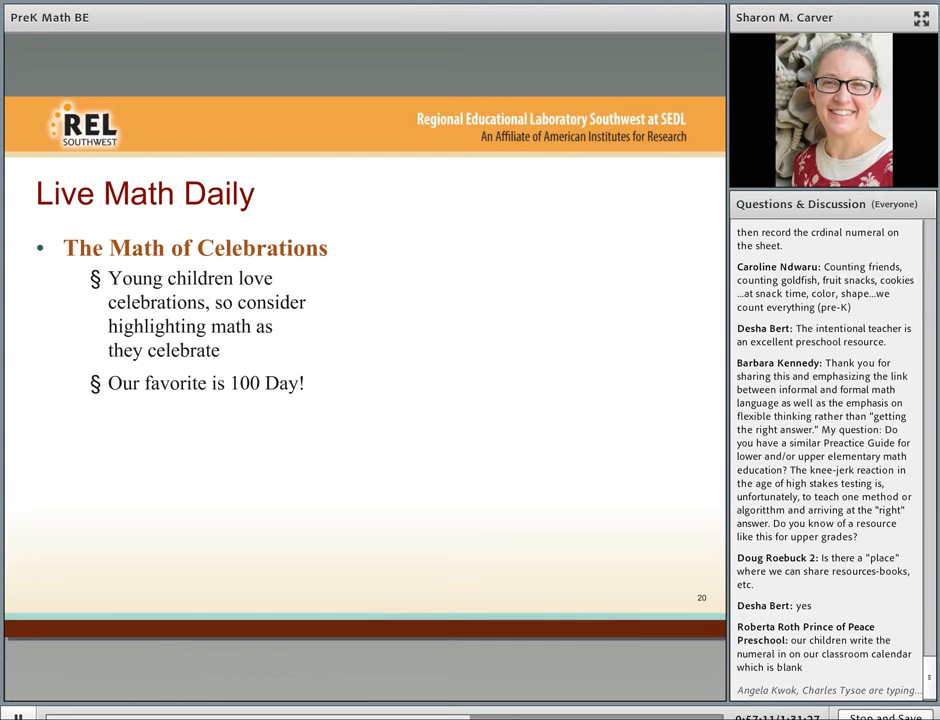 PreK Math BE
Sharon M. Carver
REL
SOUTHWEST
Regional Educational Laboratory Southwest at SEDL
An Affiliate of American Institutes for Research
Live Math Daily
• The Math of Celebrations
§ Young children love
celebrations, so consider
highlighting math as
they celebrate
§ Our favorite is 100 Day!
20
Questions & Discussion (Everyone)
then record the crdinal numeral on
the sheet.
Caroline Ndwaru: Counting friends,
counting goldfish, fruit snacks, cookies
...at snack time, color, shape...we
count everything (pre-K)
Desha Bert: The intentional teacher is
an excellent preschool resource.
Barbara Kennedy: Thank you for
sharing this and emphasizing the link
between informal and formal math
language as well as the emphasis on
flexible thinking rather than "getting
the right answer." My question: Do
you have a similar Preactice Guide for
lower and/or upper elementary math
education? The knee-jerk reaction in
the age of high stakes testing is,
unfortunately, to teach one method or
algoritthm and arriving at the "right"
answer. Do you know of a resource
like this for upper grades?
Doug Roebuck 2: Is there a "place"
where we can share resources-books,
etc.
Desha Bert: yes
Roberta Roth Prince of Peace
Preschool: our children write the
numeral in on our classroom calendar
which is blank
Angela Kwok, Charles Tysoe are typing...
0:57:11/1:31:27
Stop and Save